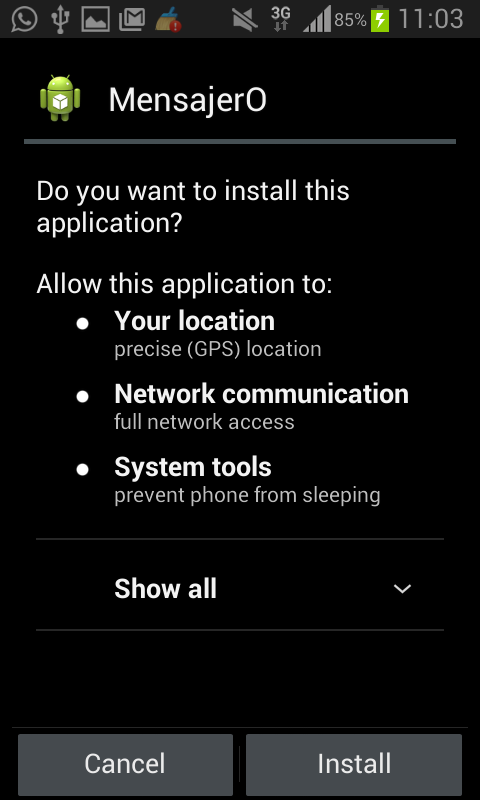 3G 85% 11:03
MensajerO
Do you want to install this
application?
Allow this application to:
Your location
precise (GPS) location
Network communication
full network access
System tools
prevent phone from sleeping
Show all
Cancel Install